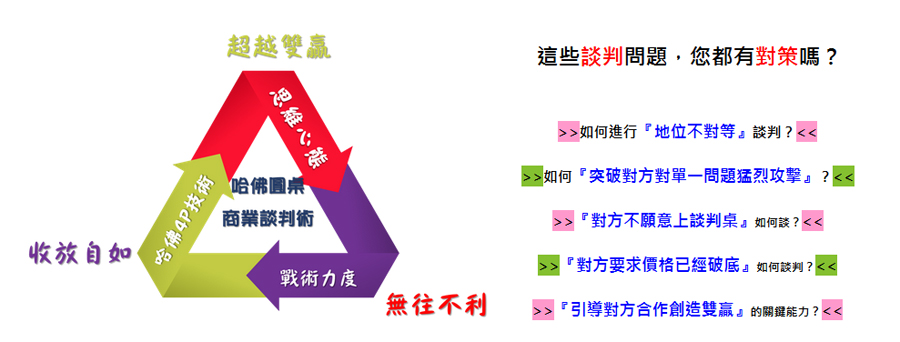 超越雙贏
思維心態
哈佛4P技術
哈佛圓桌
商業談判術
收放自如
戰術力度
無往不利
這些談判問題，您都有對策嗎？
>>如何進行『地位不對等』談判？<<
>>如何『突破對方對單一問題猛烈攻擊』？<<
>>『對方不願意上談判桌』如何談？<<
>>『對方要求價格已經破底』如何談判？<<
>>『引導對方合作創造雙贏』的關鍵能力？<<